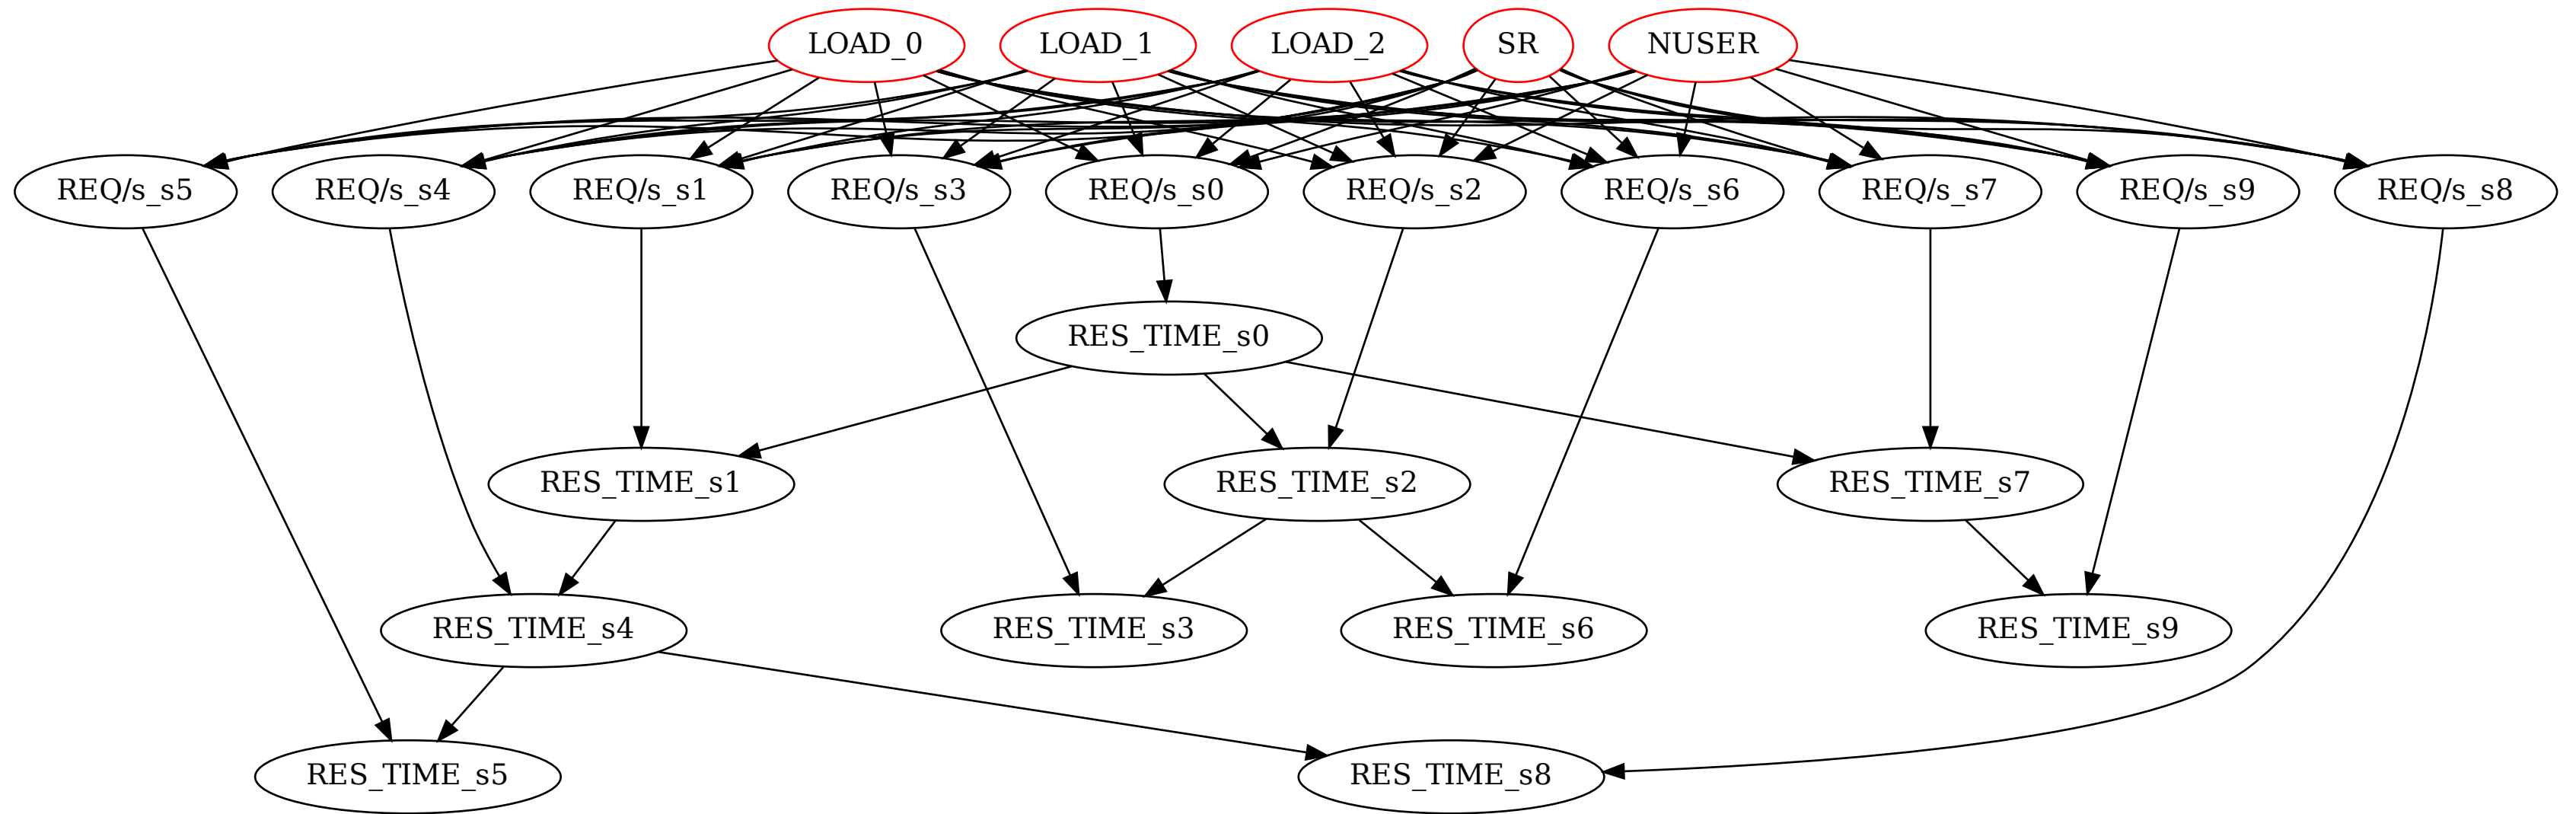 LOAD_0 LOAD_1 LOAD_2 SR NUSER
REQ/s_s5 REQ/s_s4 REQ/s_s1 REQ/s_s3 REQ/s_s0 REQ/s_s2 REQ/s_s6 REQ/s_s7 REQ/s_s9 REQ/s_s8
RES_TIME_s0
RES_TIME_s1 RES_TIME_s2 RES_TIME_s7
RES_TIME_s4 RES_TIME_s3 RES_TIME_s6 RES_TIME_s9
RES_TIME_s5 RES_TIME_s8